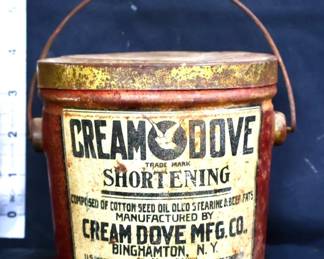 CREAM DOVE
TRADE MARK
SHORTENING
COMPOSED OF COTTON SEED OIL OLEO STEARINE & BEEF FATS
MANUFACTURED BY
CREAM DOVE MFG. CO.,
BINGHAMTON, N.Y.